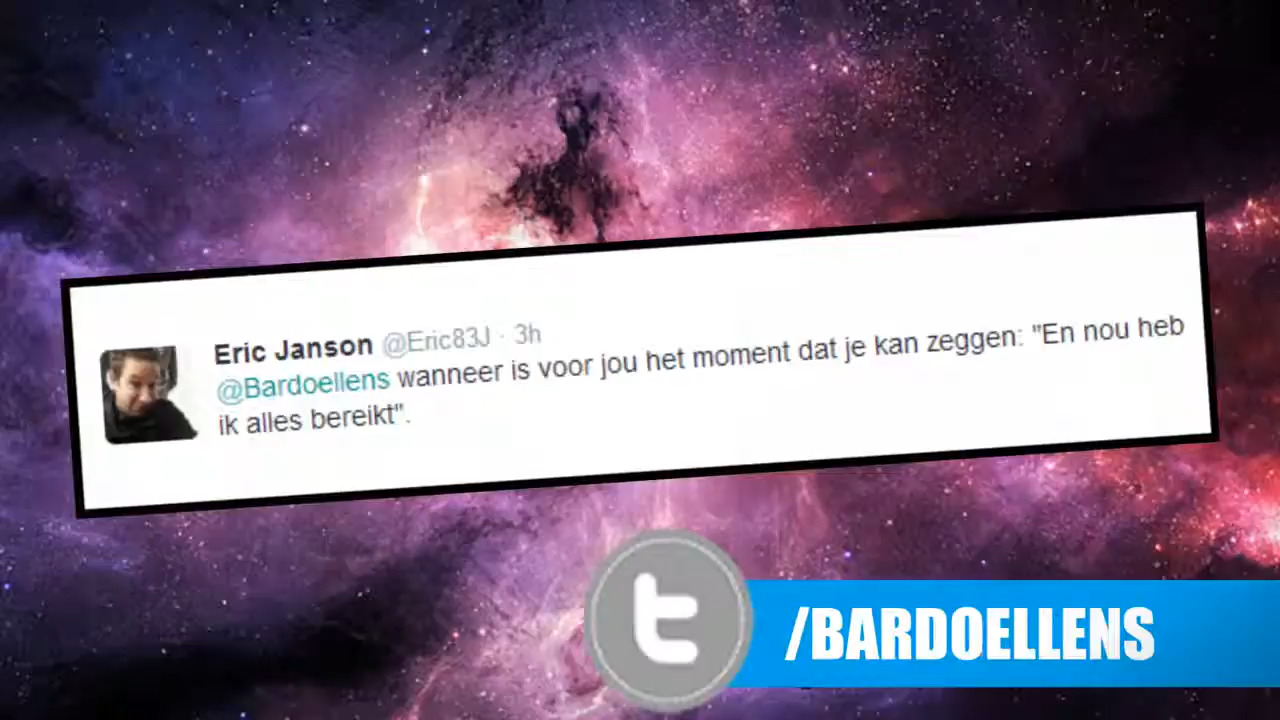 Eric Janson @Eric83J · 3h
@Bardoellens wanneer is voor jou het moment dat je kan zeggen: "En nou heb
ik alles bereikt".
/BARDOELLENS